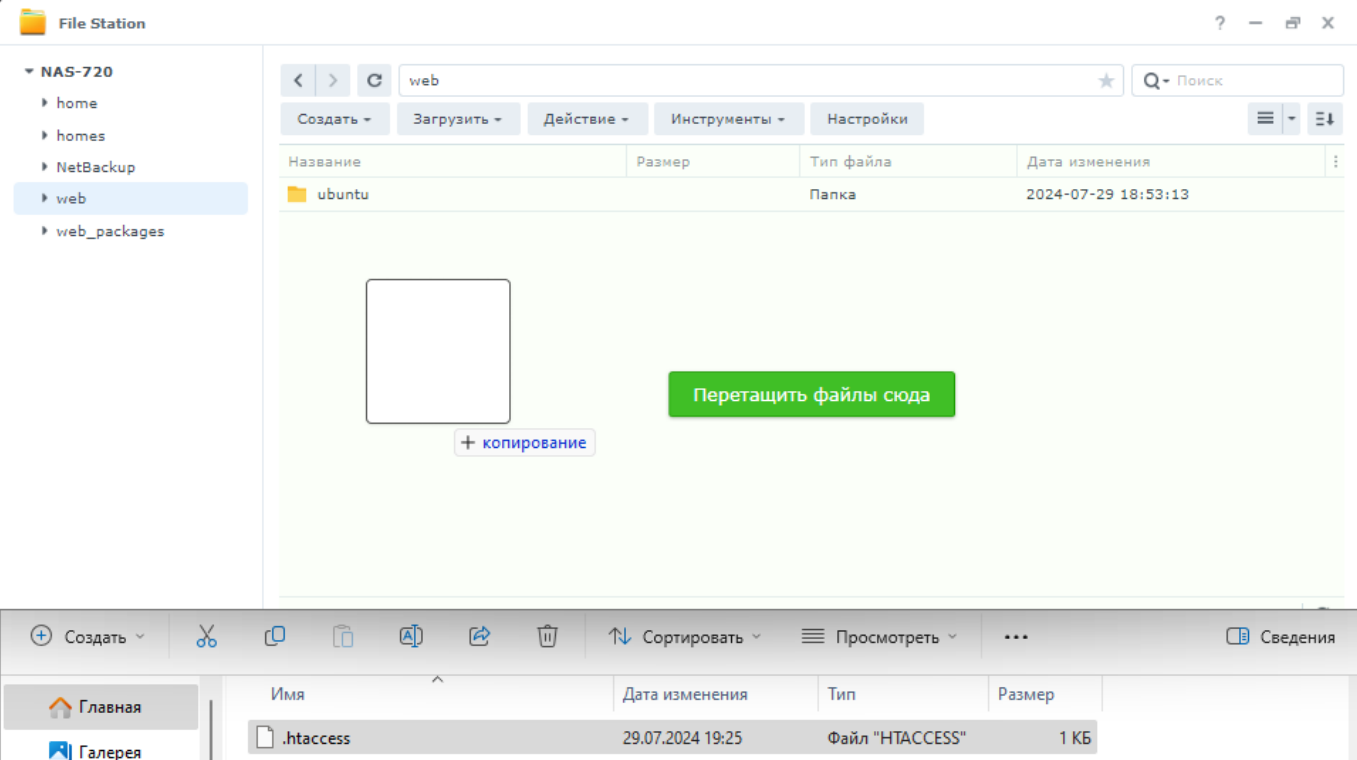 File Station
NAS-720
home
homes
NetBackup
web
web_packages
web
Поиск
Создать Загрузить Действие Инструменты Настройки
Название Размер Тип файла Дата изменения
ubuntu Папка 2024-07-29 18:53:13
Перетащить файлы сюда
+ копирование
Создать Сортировать Просмотреть ... Сведения
Главная
Галерея
Имя Дата изменения Тип Размер
.htaccess 29.07.2024 19:25 Файл "HTACCESS" 1 КБ